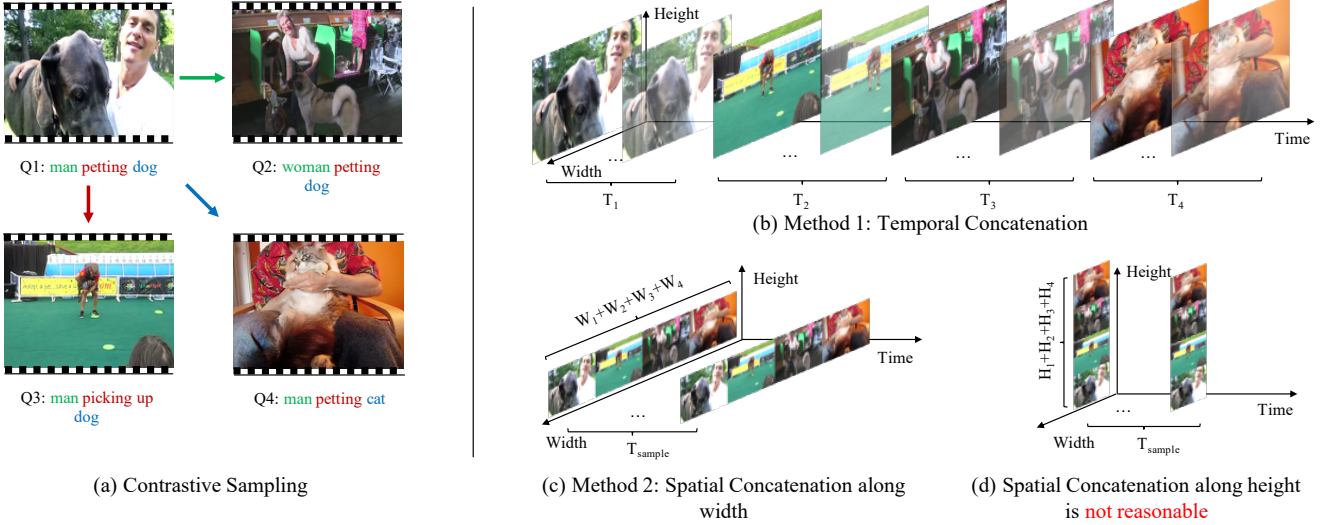 Q1: man petting dog
Q2: woman petting
dog
Q3: man picking up
dog
Q4: man petting cat
(a) Contrastive Sampling
Height
Time
Width
...
...
...
...
T1
T2
T3
T4
(b) Method 1: Temporal Concatenation
W1+W2+W3+W4
Height
Time
Width
...
Tsample
(c) Method 2: Spatial Concatenation along
width
H1+H2+H3+H4
Height
Time
Width
...
Tsample
(d) Spatial Concatenation along height
is not reasonable